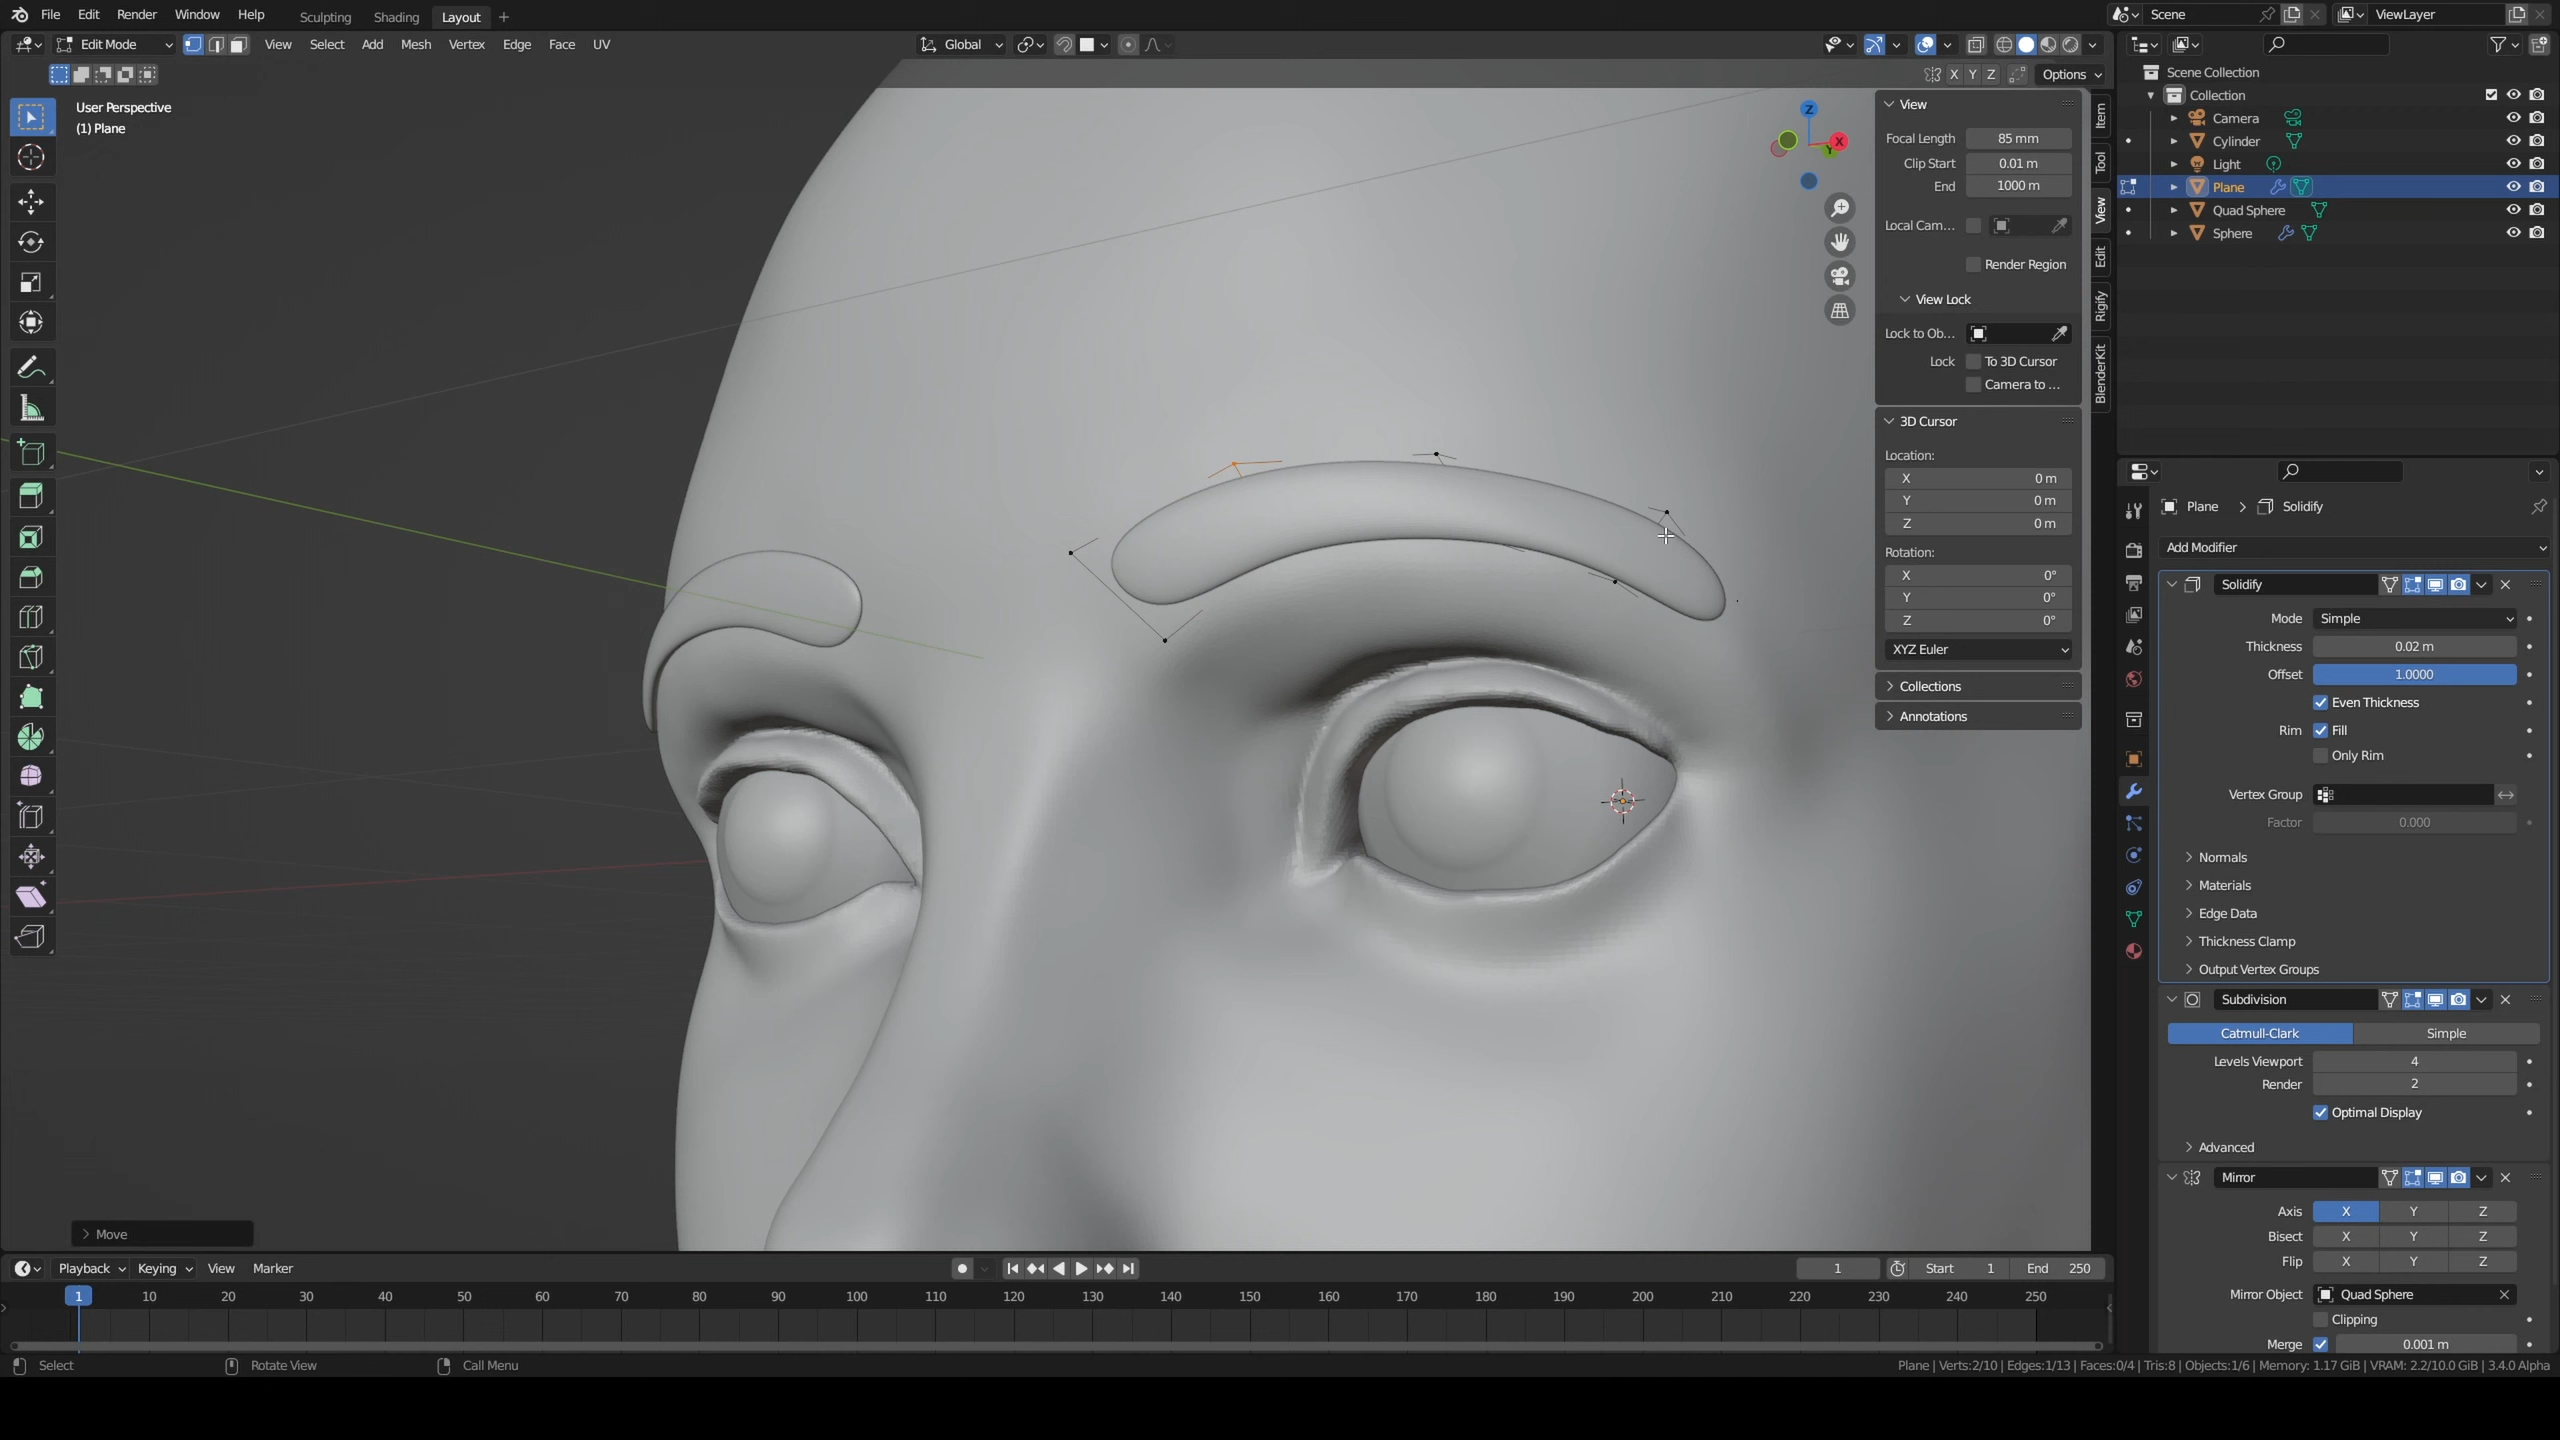 File Edit Render Window Help Sculpting Shading Layout + Scene ViewLayer
Edit Mode View Select Add Mesh Vertex Edge Face UV Global
X Y Z Options
User Perspective
(1) Plane
Z
X
Y
View
Focal Length 85 mm
Clip Start 0.01 m
End 1000 m
Local Cam...
Render Region
View Lock
Lock to Ob...
Lock To 3D Cursor
Camera to ...
3D Cursor
Location:
X 0 m
Y 0 m
Z 0 m
Rotation:
X 0°
Y 0°
Z 0°
XYZ Euler
Collections
Annotations
Item
Tool
View
Edit
Rigify
BlenderKit
Scene Collection
Collection
Camera
Cylinder
Light
Plane
Quad Sphere
Sphere
Plane > Solidify
Add Modifier
Solidify
Mode Simple
Thickness 0.02 m
Offset 1.0000
Even Thickness
Rim Fill
Only Rim
Vertex Group
Factor 0.000
Normals
Materials
Edge Data
Thickness Clamp
Output Vertex Groups
Subdivision
Catmull-Clark Simple
Levels Viewport 4
Render 2
Optimal Display
Advanced
Mirror
Axis X Y Z
Bisect X Y Z
Flip X Y Z
Mirror Object Quad Sphere
Clipping
Merge 0.001 m
Move
Playback Keying View Marker 1 Start 1 End 250
1 10 20 30 40 50 60 70 80 90 100 110 120 130 140 150 160 170 180 190 200 210 220 230 240 250
Select Rotate View Call Menu
Plane | Verts:2/10 | Edges:1/13 | Faces:0/4 | Tris:8 | Objects:1/6 | Memory: 1.17 GiB | VRAM: 2.2/10.0 GiB | 3.4.0 Alpha